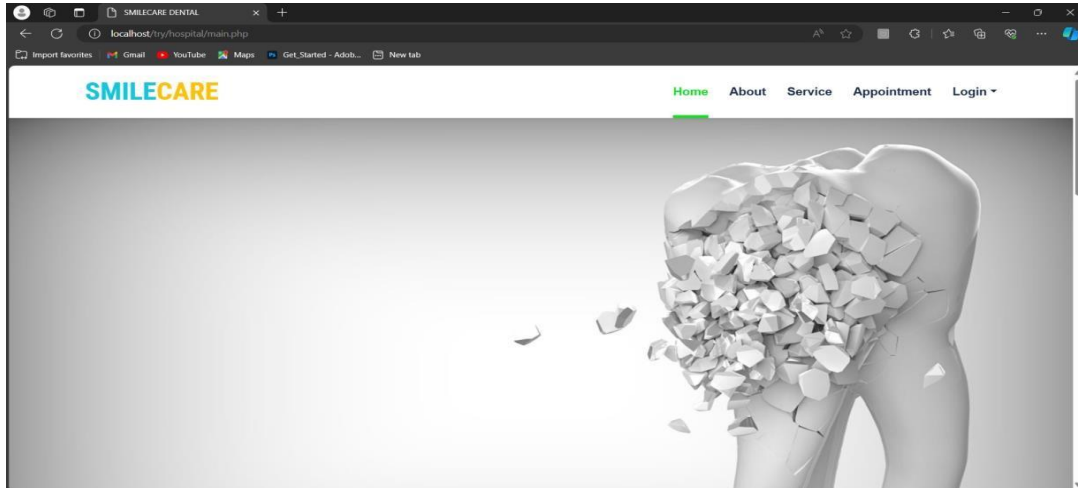 SMILECARE DENTAL
localhost/try/hospital/main.php
Import favorites Gmail YouTube Maps Get_Started - Adob... New tab
SMILECARE Home About Service Appointment Login